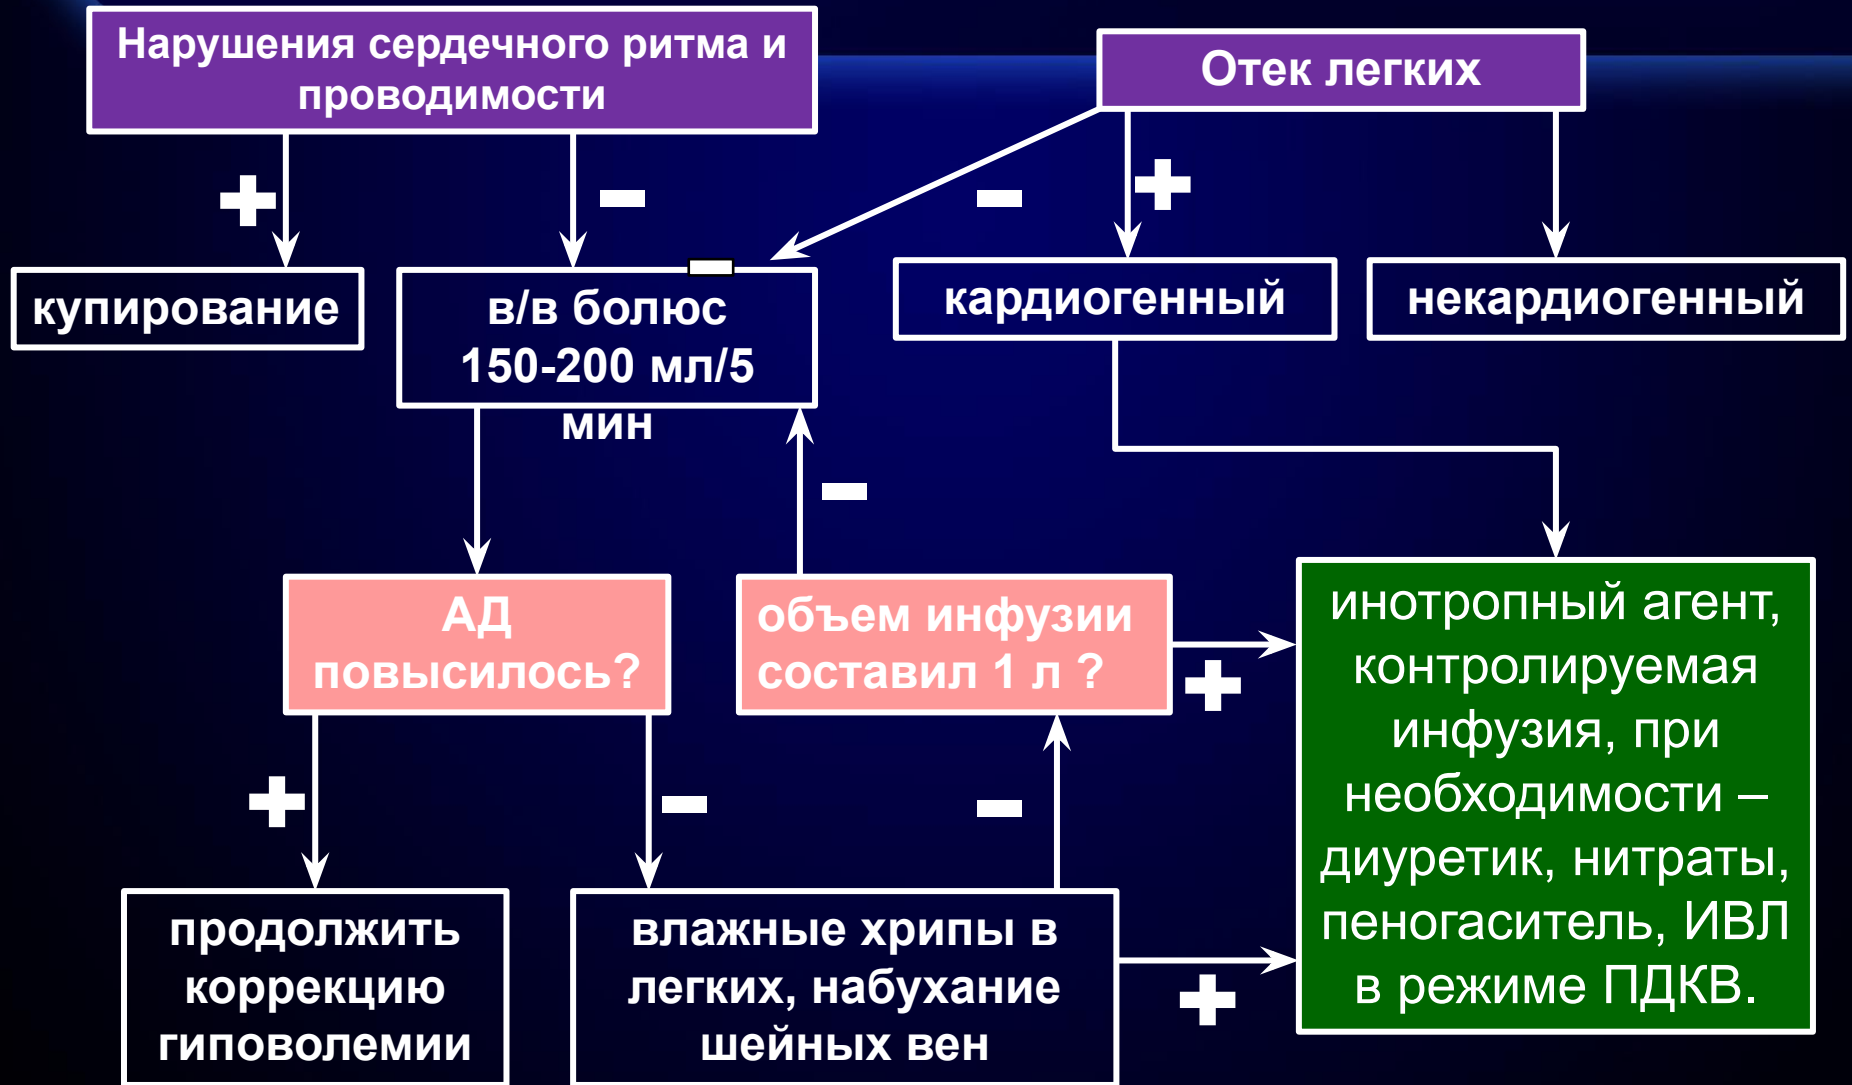 Нарушения сердечного ритма и
проводимости
Отек легких
+
-
-
+
купирование
в/в болюс
150-200 мл/5
мин
кардиогенный
некардиогенный
-
АД
повысилось?
объем инфузии
составил 1 л ?
+
инотропный агент,
контролируемая
инфузия, при
необходимости –
диуретик, нитраты,
пеногаситель, ИВЛ
в режиме ПДКВ.
+
-
-
продолжить
коррекцию
гиповолемии
влажные хрипы в
легких, набухание
шейных вен
+